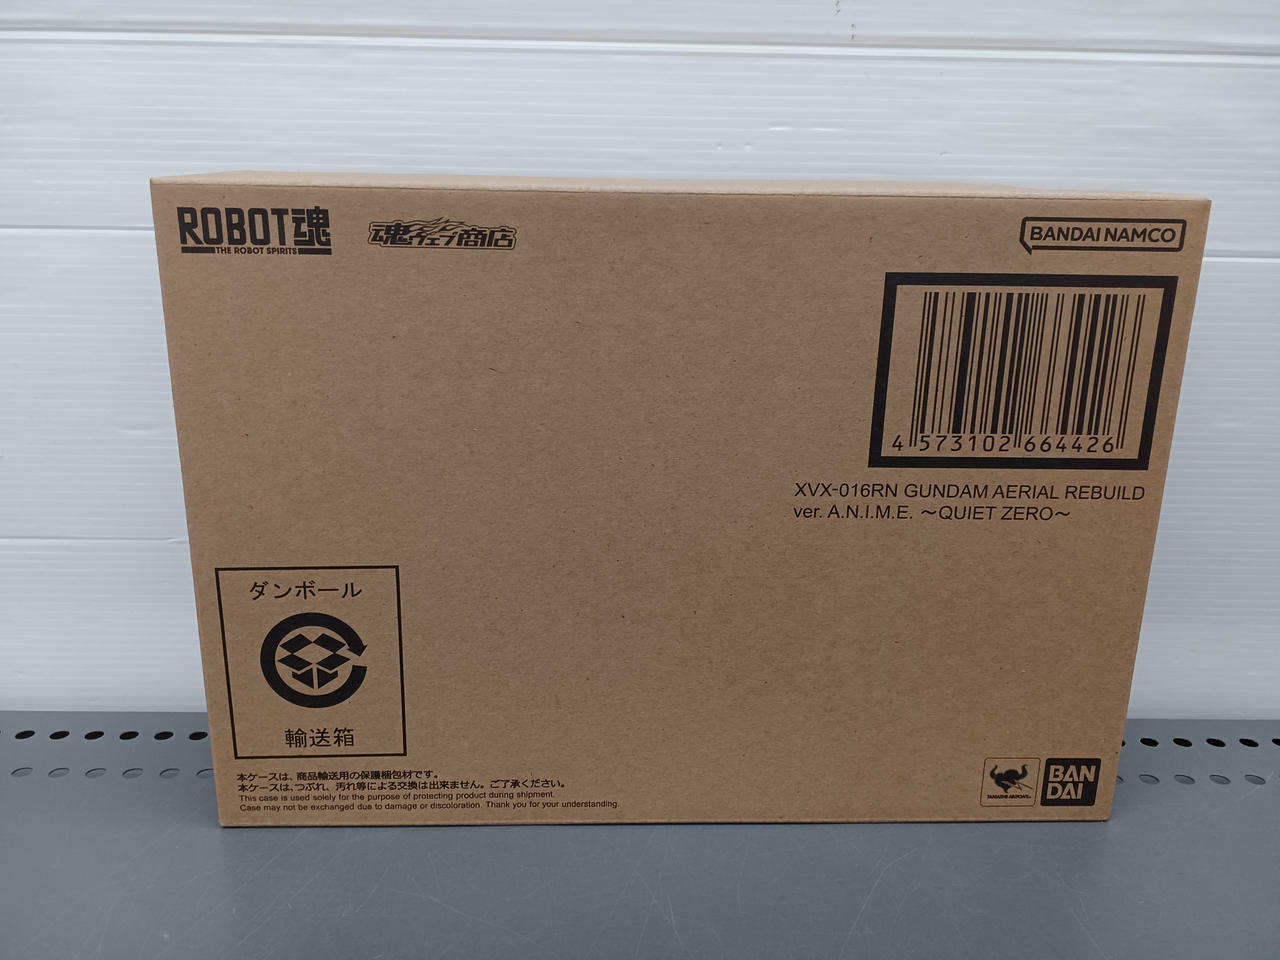 ROBOT魂
THE ROBOT SPIRITS
魂ウェブ商店
BANDAI NAMCO
4 573102 664426
XVX-016RN GUNDAM AERIAL REBUILD
ver. A.N.I.M.E. ～QUIET ZERO～
ダンボール
輸送箱
本ケースは、商品輸送用の保護梱包材です。
本ケースは、つぶれ、汚れ等による交換は出来ません。ご了承ください。
This case is used solely for the purpose of protecting product during shipment.
Case may not be exchanged due to damage or discoloration. Thank you for your understanding.
TAMASHII NATIONS
BAN
DAI